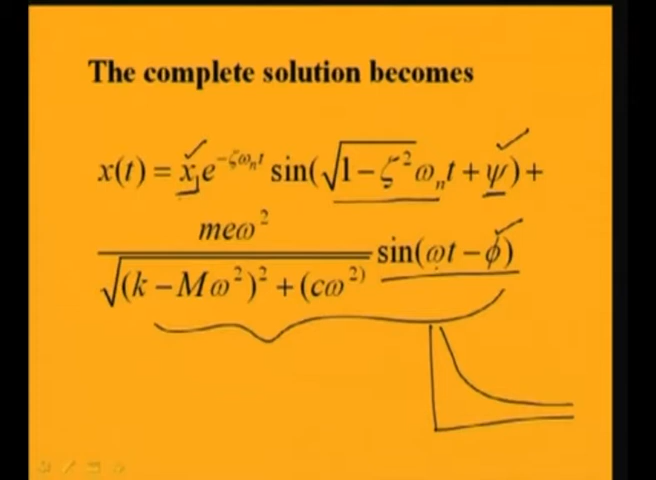 The complete solution becomes
x(t) = x₁e^{-ζω_n t} sin(√(1-ζ²)ω_n t + ψ) +
meω² / √((k - Mω²)² + (cω²)) sin(ωt - φ)